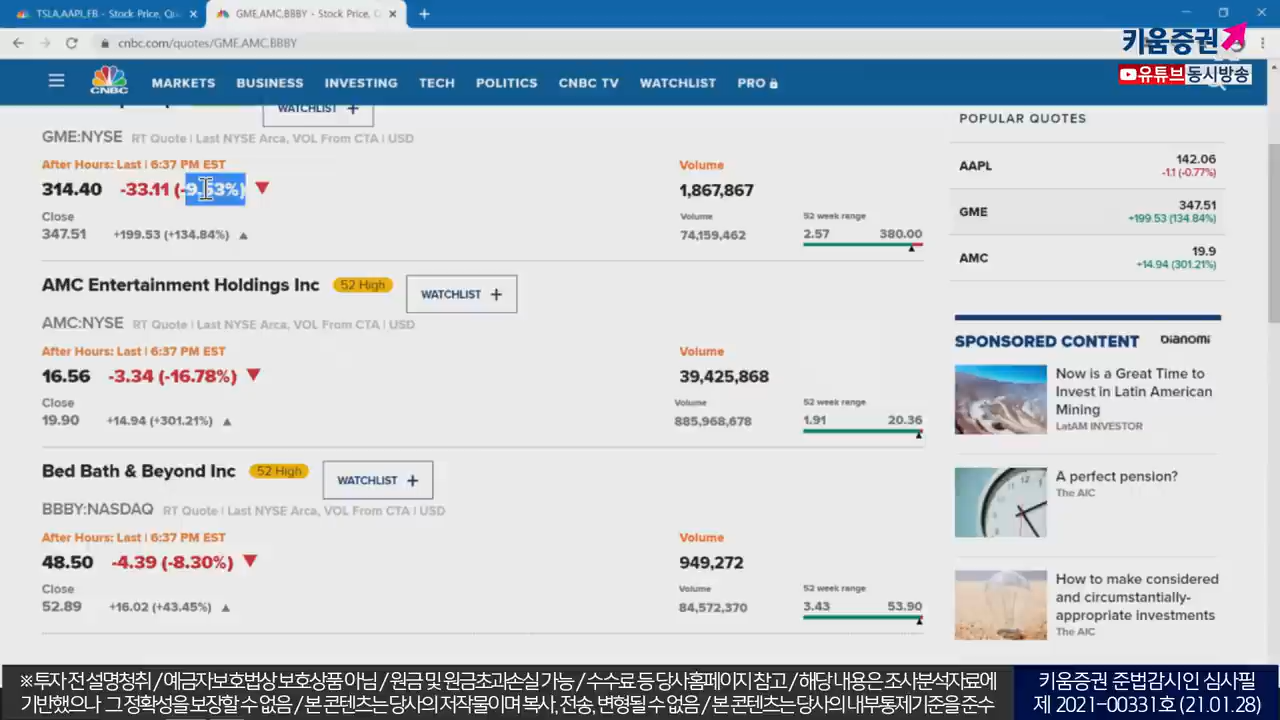 TSLA,AAPL,FB - Stock Price, Qu
GME,AMC,BBBY - Stock Price,
cnbc.com/quotes/GME,AMC,BBBY
키움증권
유튜브동시방송
CNBC
MARKETS BUSINESS INVESTING TECH POLITICS CNBC TV WATCHLIST PRO
WATCHLIST +
GME:NYSE RT Quote | Last NYSE Arca, VOL From CTA | USD
After Hours: Last | 6:37 PM EST Volume
314.40 -33.11 (-9.53%) 1,867,867
Close Volume 52 week range
347.51 +199.53 (+134.84%) 74,159,462 2.57 380.00
AMC Entertainment Holdings Inc 52 High WATCHLIST +
AMC:NYSE RT Quote | Last NYSE Arca, VOL From CTA | USD
After Hours: Last | 6:37 PM EST Volume
16.56 -3.34 (-16.78%) 39,425,868
Close Volume 52 week range
19.90 +14.94 (+301.21%) 885,968,678 1.91 20.36
Bed Bath & Beyond Inc 52 High WATCHLIST +
BBBY:NASDAQ RT Quote | Last NYSE Arca, VOL From CTA | USD
After Hours: Last | 6:37 PM EST Volume
48.50 -4.39 (-8.30%) 949,272
Close Volume 52 week range
52.89 +16.02 (+43.45%) 84,572,370 3.43 53.90
POPULAR QUOTES
AAPL 142.06
-1.1 (-0.77%)
GME 347.51
+199.53 (134.84%)
AMC 19.9
+14.94 (301.21%)
SPONSORED CONTENT dianomi
Now is a Great Time to
Invest in Latin American
Mining
LatAM INVESTOR
A perfect pension?
The AIC
How to make considered
and circumstantially-
appropriate investments
The AIC
※투자 전 설명청취 / 예금자보호법상 보호상품 아님 / 원금 및 원금초과손실 가능 / 수수료 등 당사홈페이지 참고 / 해당 내용은 조사분석자료에
기반했으나 그 정확성을 보장할 수 없음 / 본 콘텐츠는 당사의 저작물이며 복사, 전송, 변형될 수 없음 / 본 콘텐츠는 당사의 내부통제기준을 준수
키움증권 준법감시인 심사필
제 2021-00331호 (21.01.28)